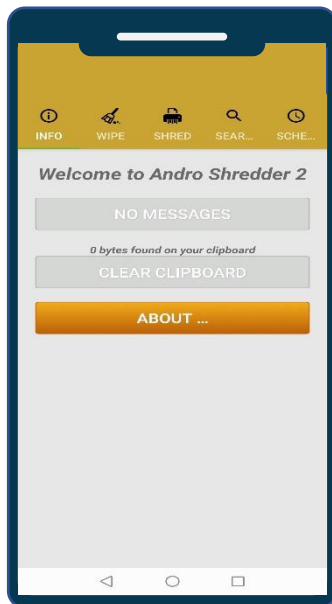 INFO WIPE SHRED SEAR... SCHE...
Welcome to Andro Shredder 2
NO MESSAGES
0 bytes found on your clipboard
CLEAR CLIPBOARD
ABOUT ...